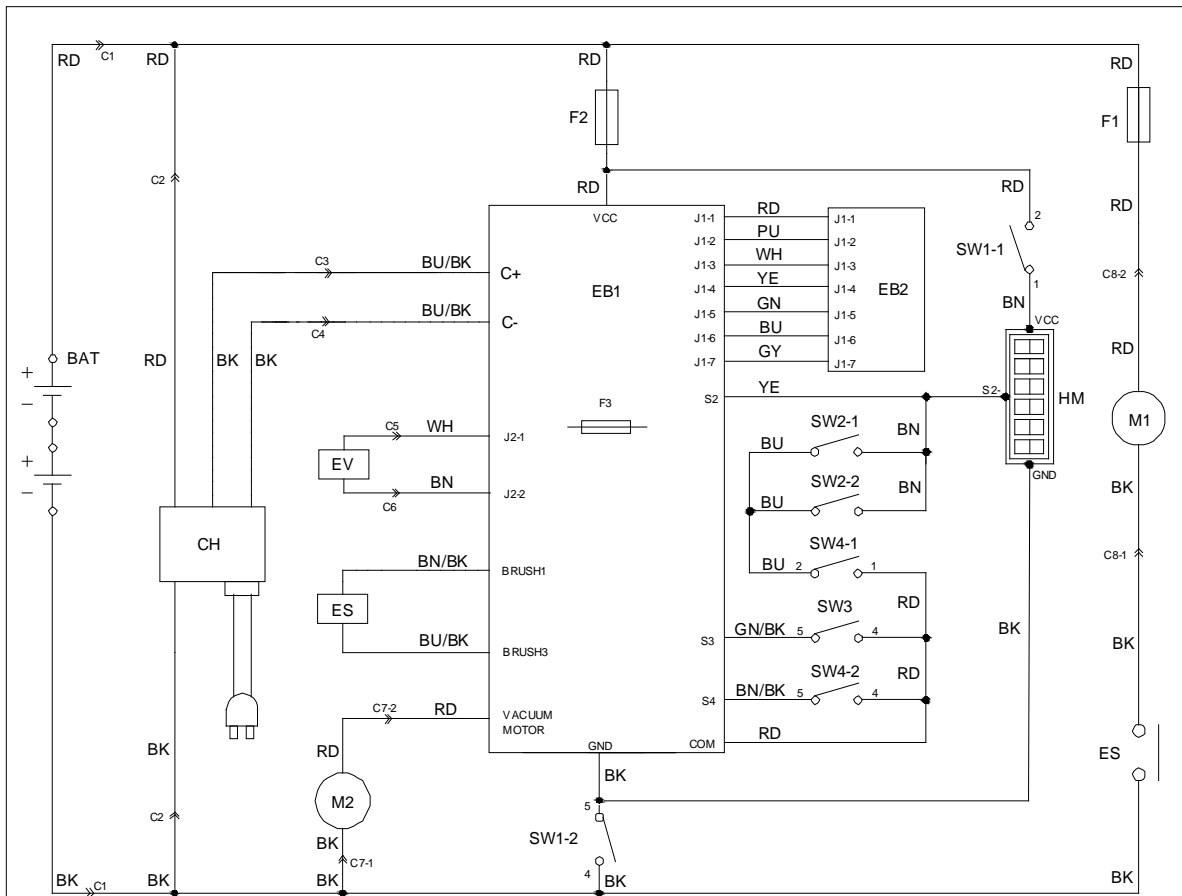 C1
RD
RD
RD
RD
F2
F1
C2
RD
RD
RD
2
VCC
J1-1
RD
J1-1
J1-2
PU
J1-2
SW1-1
C3
BU/BK
J1-3
WH
J1-3
C8-2
C+
EB1
J1-4
YE
J1-4
EB2
1
J1-5
GN
J1-5
BN
C4
BU/BK
C-
J1-6
BU
J1-6
VCC
BAT
RD
BK
BK
J1-7
GY
J1-7
RD
+
–
S2
YE
S2-
HM
F3
M1
C5
WH
J2-1
SW2-1
BU
BN
EV
+
–
BN
C6
J2-2
SW2-2
BU
BN
GND
BK
CH
SW4-1
C8-1
BN/BK
BRUSH1
BU
2
1
ES
SW3
RD
BU/BK
BRUSH3
S3
GN/BK
5
4
BK
BK
SW4-2
RD
C7-2
RD
VACUUM
MOTOR
S4
BN/BK
5
4
BK
RD
GND
COM
RD
ES
M2
BK
C2
5
SW1-2
BK
C7-1
4
BK
C1
BK
BK
BK